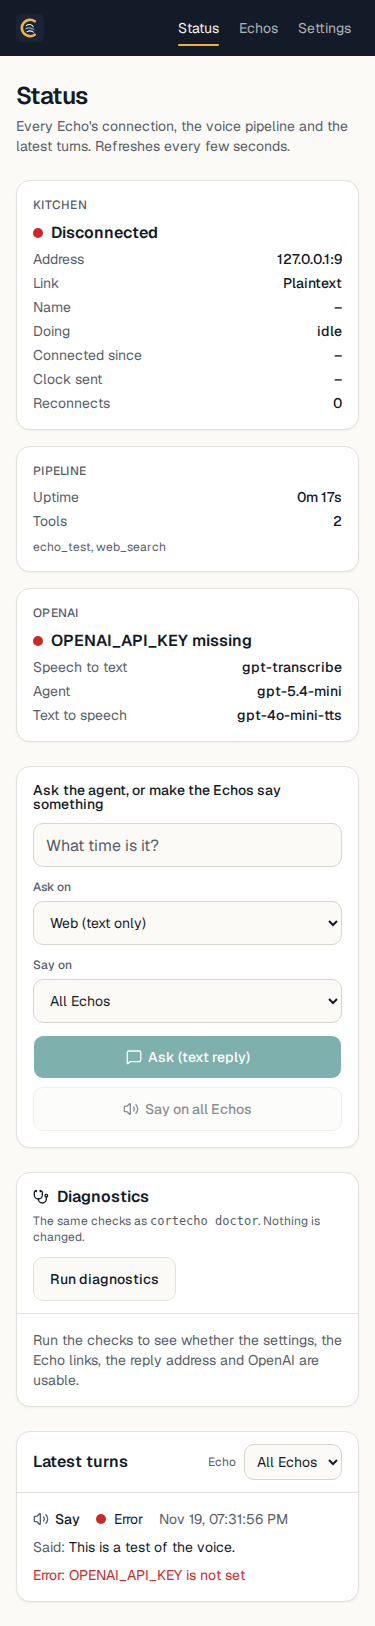 Status Echos Settings
Status
Every Echo's connection, the voice pipeline and the
latest turns. Refreshes every few seconds.
KITCHEN
Disconnected
Address 127.0.0.1:9
Link Plaintext
Name –
Doing idle
Connected since –
Clock sent –
Reconnects 0
PIPELINE
Uptime 0m 17s
Tools 2
echo_test, web_search
OPENAI
OPENAI_API_KEY missing
Speech to text gpt-transcribe
Agent gpt-5.4-mini
Text to speech gpt-4o-mini-tts
Ask the agent, or make the Echos say
something
What time is it?
Ask on
Web (text only)
Say on
All Echos
Ask (text reply)
Say on all Echos
Diagnostics
The same checks as cortecho doctor. Nothing is
changed.
Run diagnostics
Run the checks to see whether the settings, the
Echo links, the reply address and OpenAI are
usable.
Latest turns Echo All Echos
Say Error Nov 19, 07:31:56 PM
Said: This is a test of the voice.
Error: OPENAI_API_KEY is not set